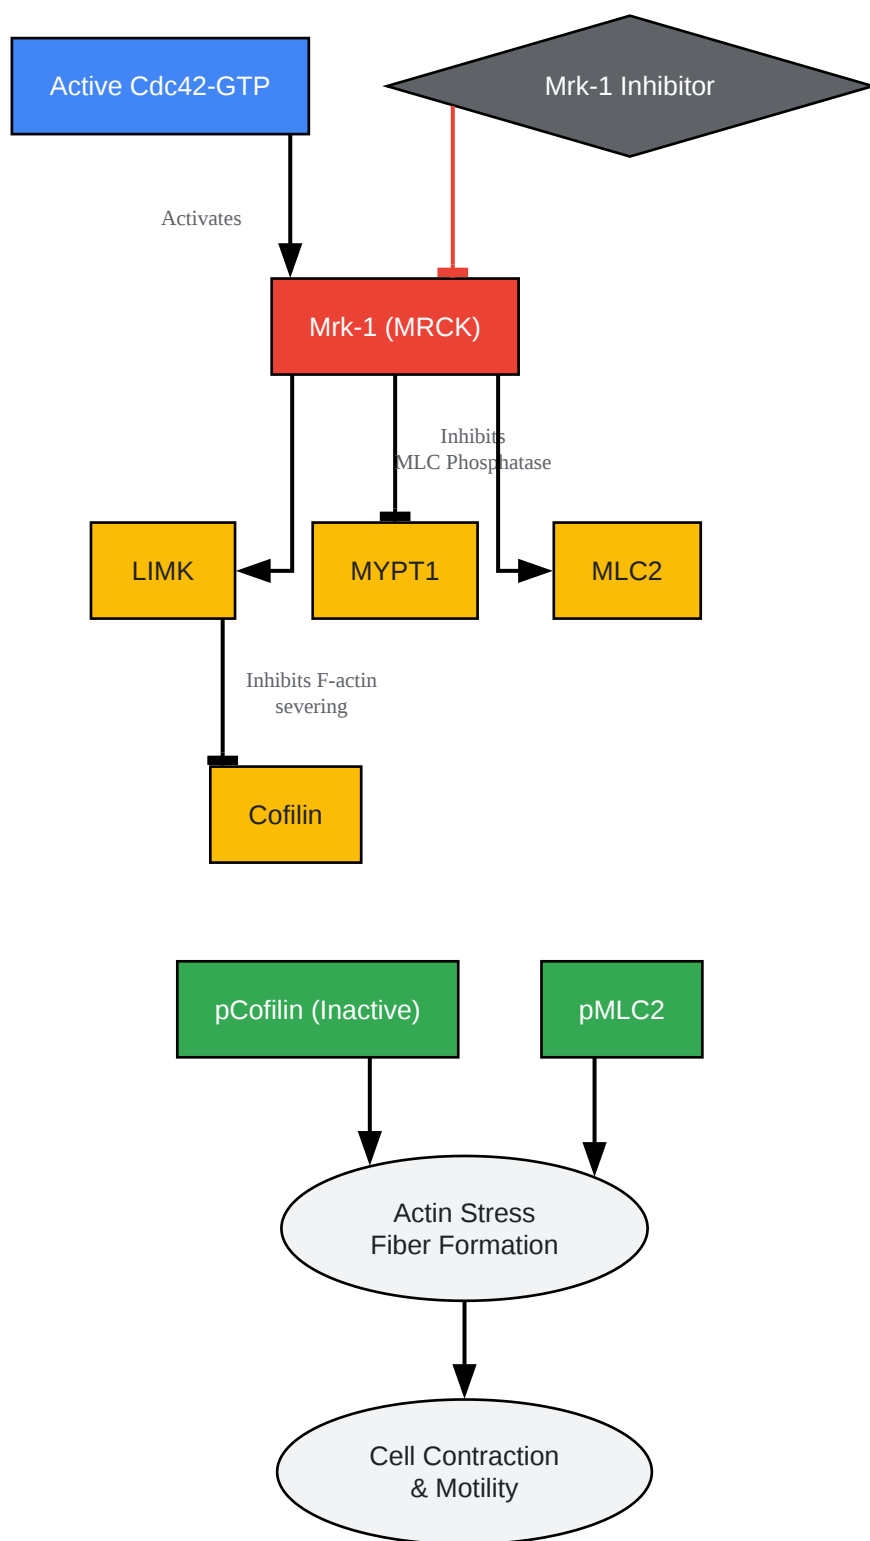 Active Cdc42-GTP
Mrk-1 Inhibitor
Activates
Mrk-1 (MRCK)
Inhibits
MLC Phosphatase
LIMK
MYPT1
MLC2
Inhibits F-actin
severing
Cofilin
pCofilin (Inactive)
pMLC2
Actin Stress
Fiber Formation
Cell Contraction
& Motility